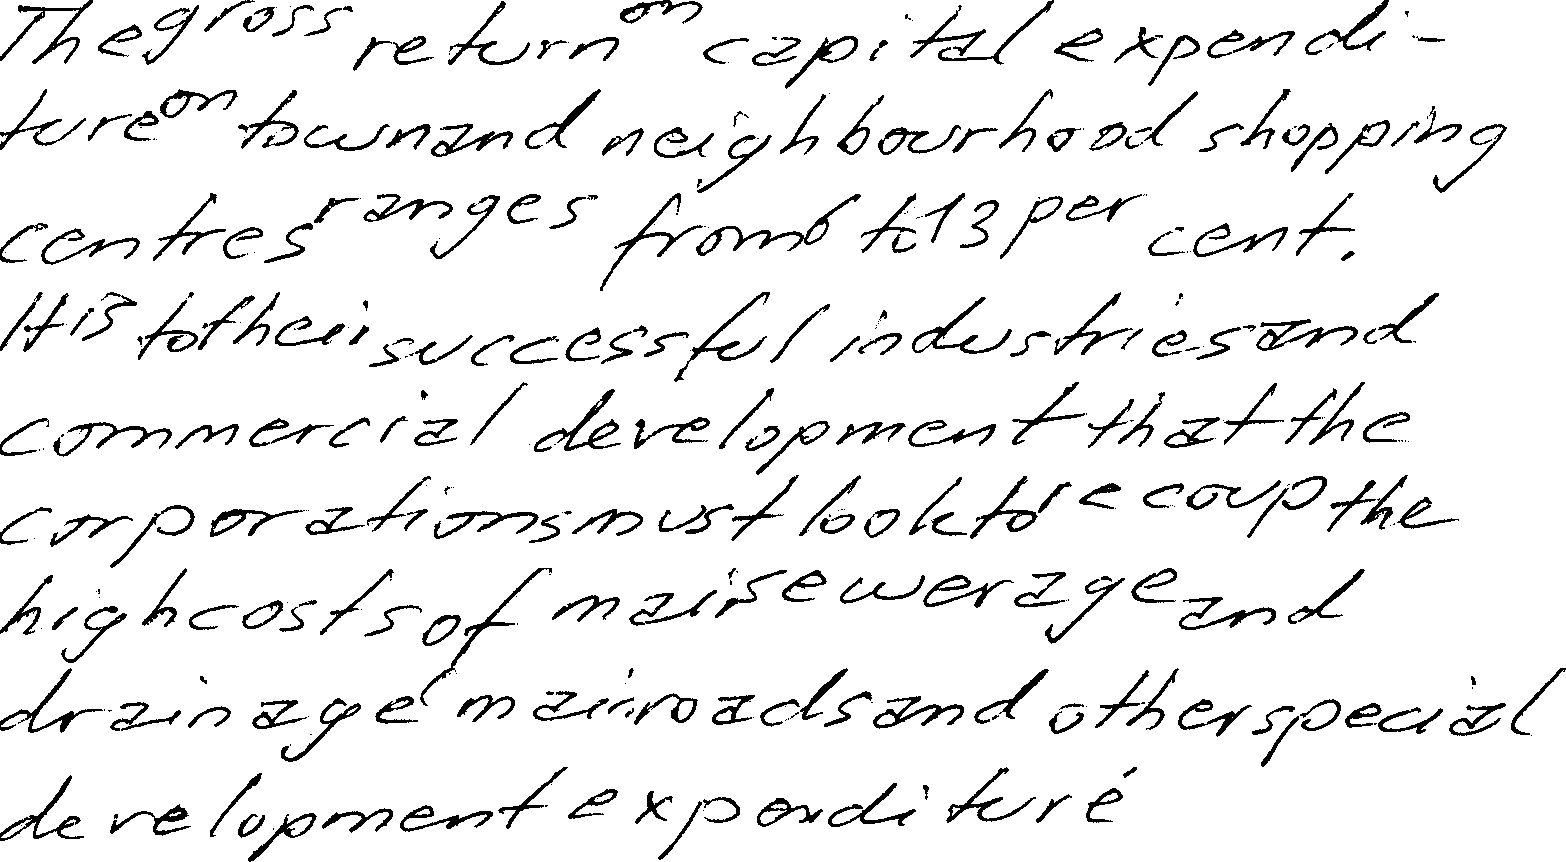 The gross return on capital expendi-
ture on town and neighbourhood shopping
centres ranges from 6 to 13 per cent.
It is to their successful industries and
commercial development that the
corporations must look to recoup the
high costs of main sewerage and
drainage main roads and other special
development expenditure